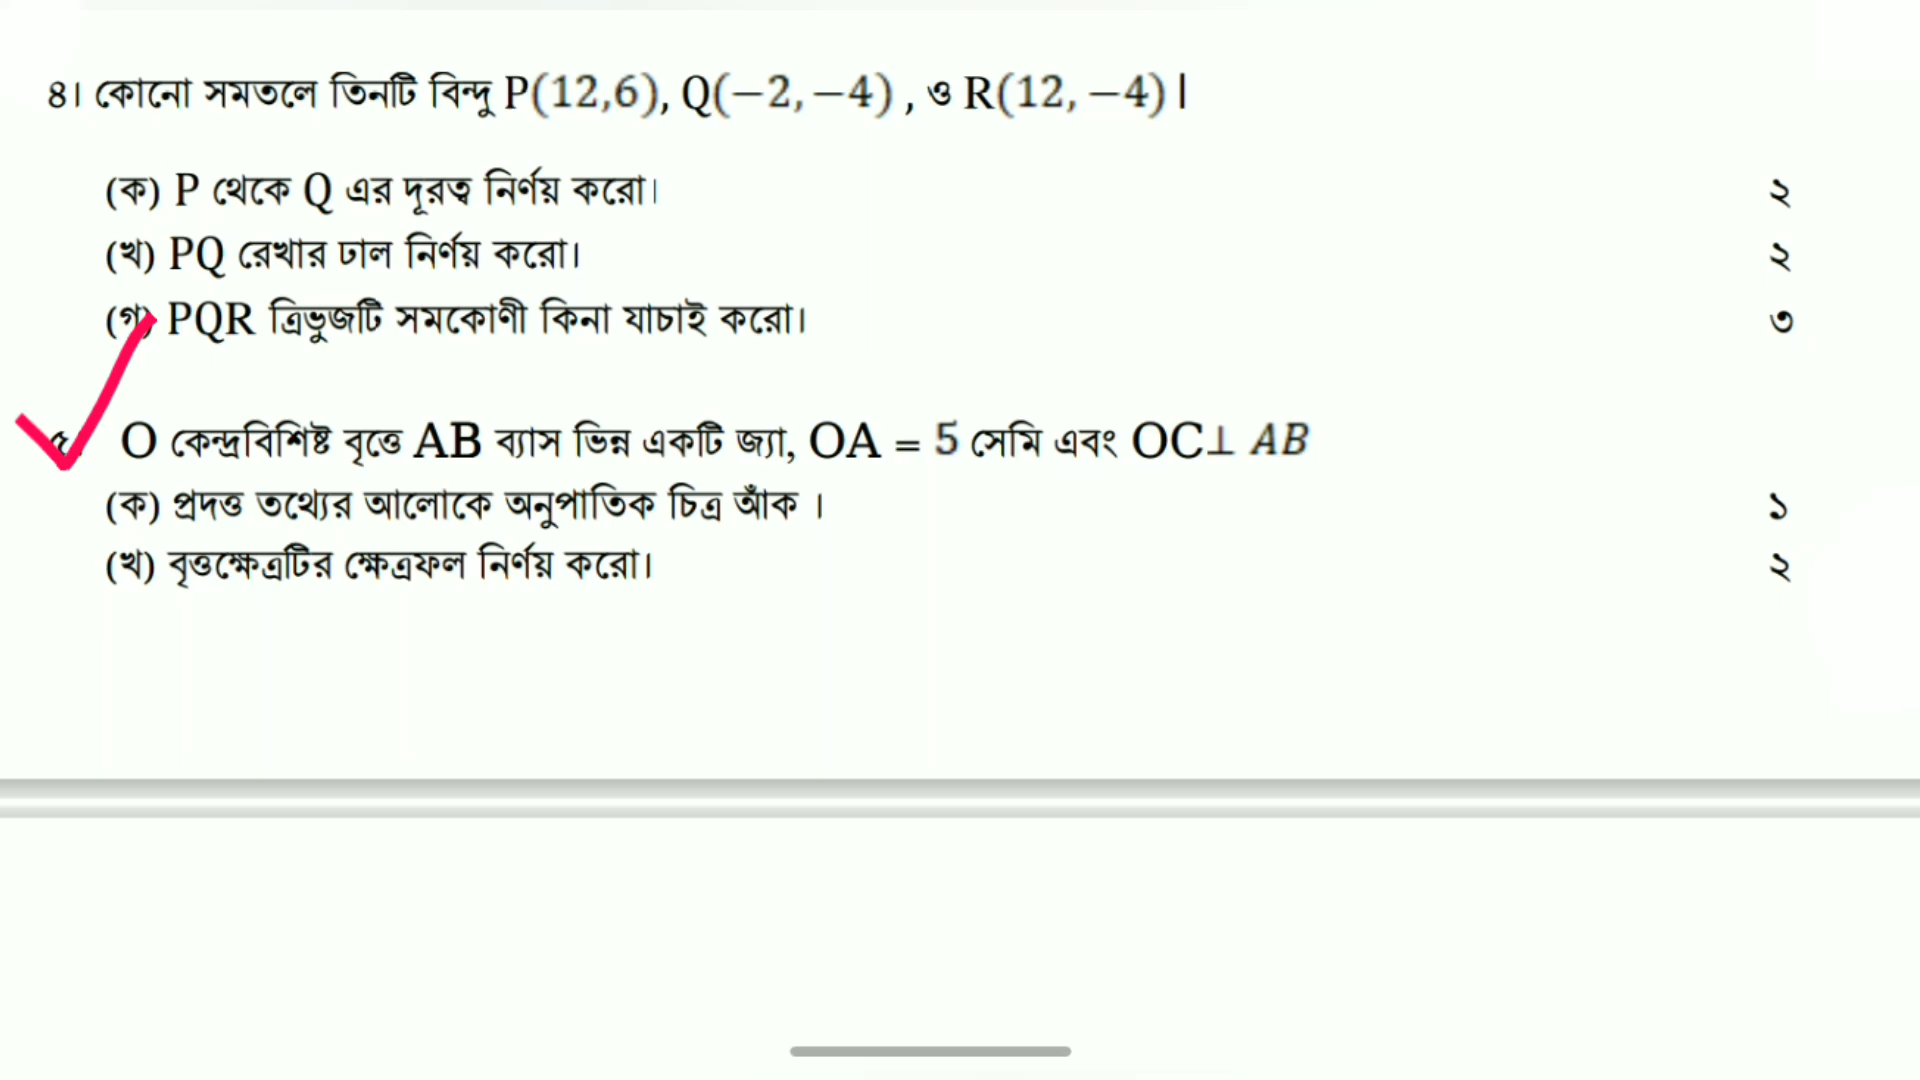 ৪। কোনো সমতলে তিনটি বিন্দু P(12,6), Q(−2,−4) , ও R(12, −4)।
(ক) P থেকে Q এর দূরত্ব নির্ণয় করো। ২
(খ) PQ রেখার ঢাল নির্ণয় করো। ২
(গ) PQR ত্রিভুজটি সমকোণী কিনা যাচাই করো। ৩
৫। O কেন্দ্রবিশিষ্ট বৃত্তে AB ব্যাস ভিন্ন একটি জ্যা, OA = 5 সেমি এবং OC⊥ AB
(ক) প্রদত্ত তথ্যের আলোকে অনুপাতিক চিত্র আঁক । ১
(খ) বৃত্তক্ষেত্রটির ক্ষেত্রফল নির্ণয় করো। ২